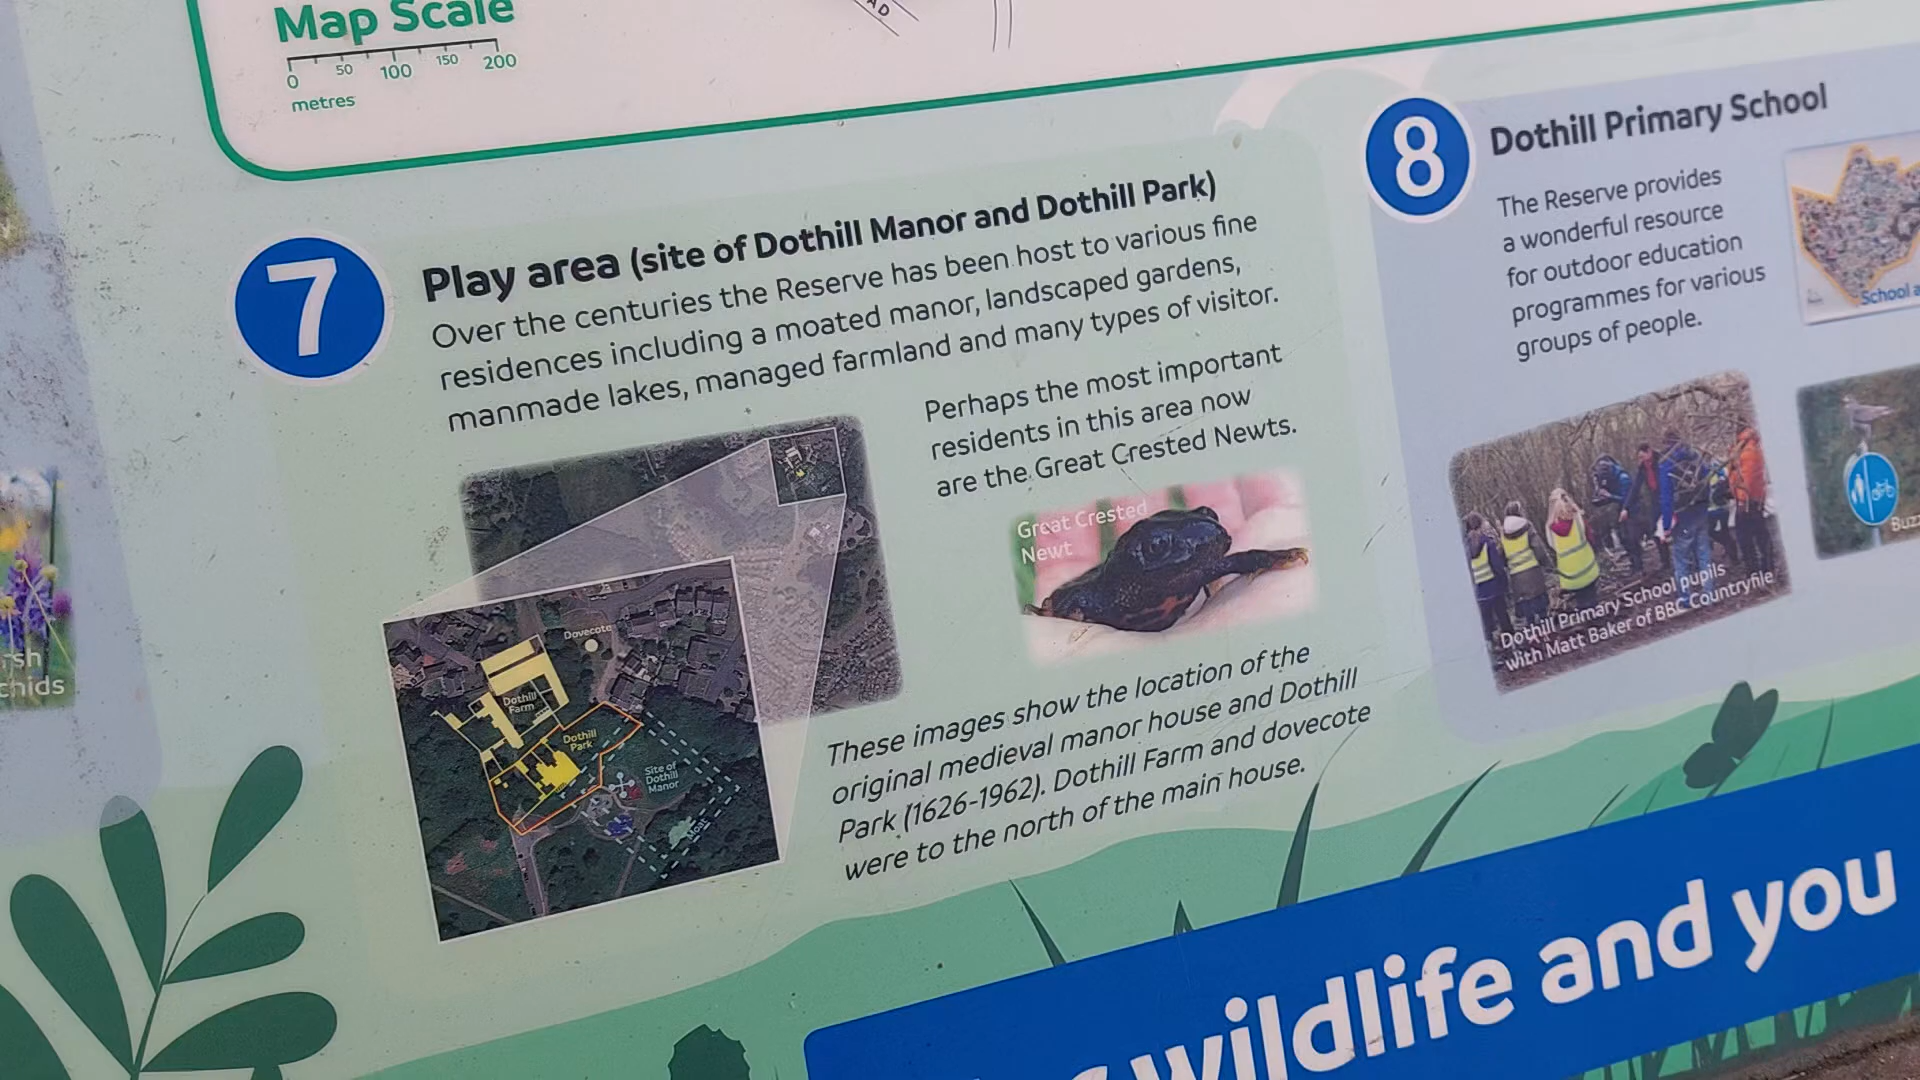 AD
Map Scale
0 50 100 150 200
metres
7
Play area (site of Dothill Manor and Dothill Park)
Over the centuries the Reserve has been host to various fine
residences including a moated manor, landscaped gardens,
manmade lakes, managed farmland and many types of visitor.
Perhaps the most important
residents in this area now
are the Great Crested Newts.
Great Crested
Newt
Dovecote
Dothill
Farm
Dothill
Park
Site of
Dothill
Manor
Moat
These images show the location of the
original medieval manor house and Dothill
Park (1626-1962). Dothill Farm and dovecote
were to the north of the main house.
8
Dothill Primary School
The Reserve provides
a wonderful resource
for outdoor education
programmes for various
groups of people.
School a
Dothill Primary School pupils
with Matt Baker of BBC Countryfile
Buzz
rsh
chids
wildlife and you